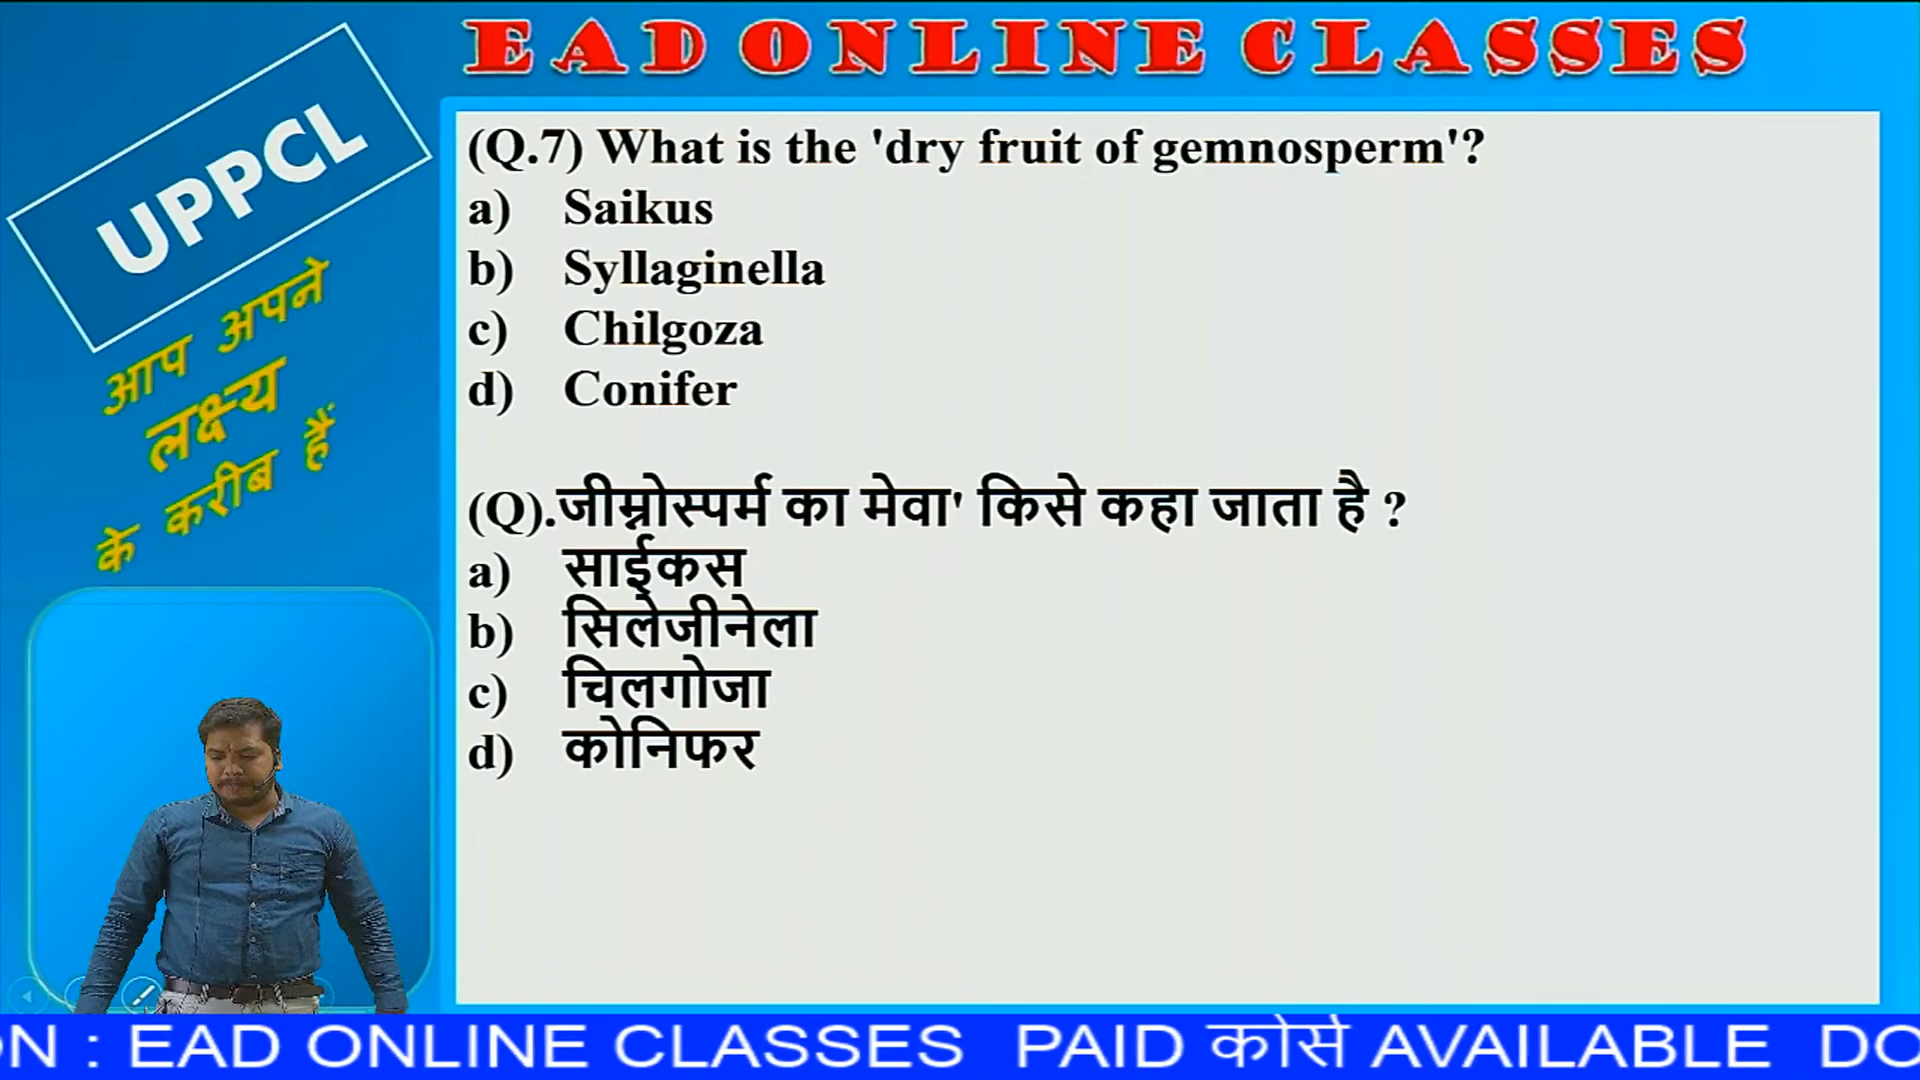 EAD ONLINE CLASSES
UPPCL
आप अपने
लक्ष्य
के करीब हैं
(Q.7) What is the 'dry fruit of gemnosperm'?
a) Saikus
b) Syllaginella
c) Chilgoza
d) Conifer
(Q).जीम्नोस्पर्म का मेवा' किसे कहा जाता है ?
a) साईकस
b) सिलेजीनेला
c) चिलगोजा
d) कोनिफर
: EAD ONLINE CLASSES PAID कोर्स AVAILABLE